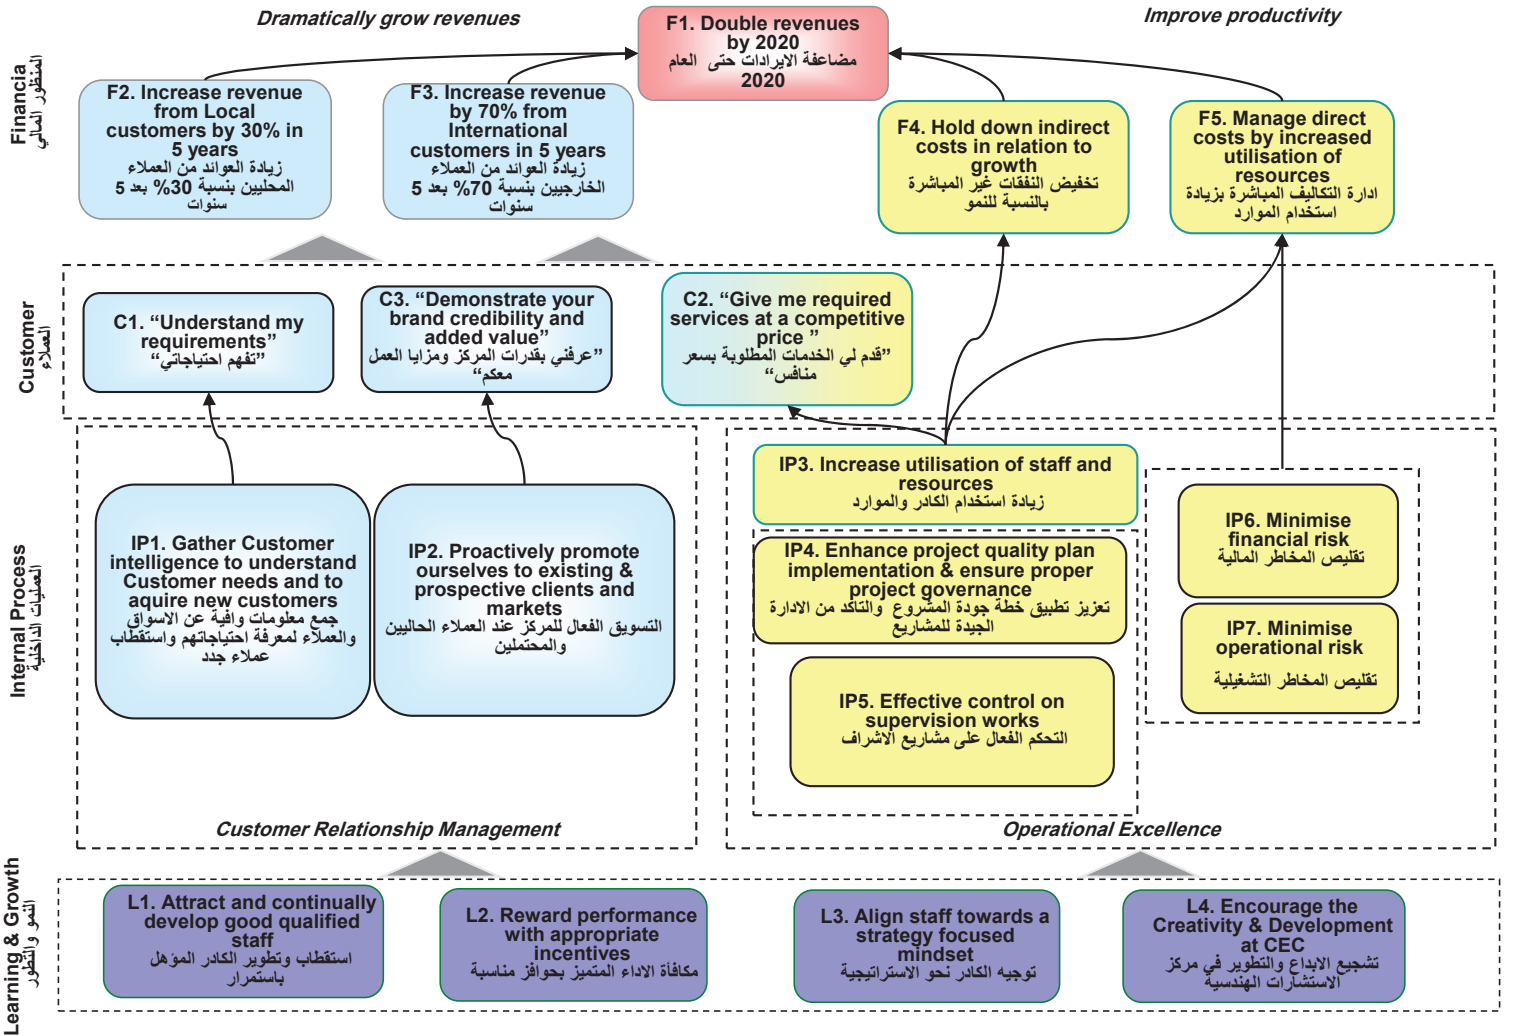 Dramatically grow revenues
Improve productivity
Financia
المنظور المالي
F1. Double revenues
by 2020
مضاعفة الايرادات حتى العام
2020
F2. Increase revenue
from Local
customers by 30% in
5 years
زيادة العوائد من العملاء
المحليين بنسبة 30% بعد 5
سنوات
F3. Increase revenue
by 70% from
International
customers in 5 years
زيادة العوائد من العملاء
الخارجيين بنسبة 70% بعد 5
سنوات
F4. Hold down indirect
costs in relation to
growth
تخفيض النفقات غير المباشرة
بالنسبة للنمو
F5. Manage direct
costs by increased
utilisation of
resources
ادارة التكاليف المباشرة بزيادة
استخدام الموارد
Customer
العملاء
C1. “Understand my
requirements”
“تفهم احتياجاتي”
C3. “Demonstrate your
brand credibility and
added value”
”عرفني بقدرات المركز ومزايا العمل
معكم“
C2. “Give me required
services at a competitive
price ”
”قدم لي الخدمات المطلوبة بسعر
منافس“
Internal Process
العمليات الداخلية
IP1. Gather Customer
intelligence to understand
Customer needs and to
aquire new customers
جمع معلومات وافية عن الاسواق
والعملاء لمعرفة احتياجاتهم واستقطاب
عملاء جدد
IP2. Proactively promote
ourselves to existing &
prospective clients and
markets
التسويق الفعال للمركز عند العملاء الحاليين
والمحتملين
IP3. Increase utilisation of staff and
resources
زيادة استخدام الكادر والموارد
IP4. Enhance project quality plan
implementation & ensure proper
project governance
تعزيز تطبيق خطة جودة المشروع والتاكد من الادارة
الجيدة للمشاريع
IP5. Effective control on
supervision works
التحكم الفعال على مشاريع الاشراف
IP6. Minimise
financial risk
تقليص المخاطر المالية
IP7. Minimise
operational risk
تقليص المخاطر التشغيلية
Customer Relationship Management
Operational Excellence
Learning & Growth
النمو والتطور
L1. Attract and continually
develop good qualified
staff
استقطاب وتطوير الكادر المؤهل
باستمرار
L2. Reward performance
with appropriate
incentives
مكافأة الاداء المتميز بحوافز مناسبة
L3. Align staff towards a
strategy focused
mindset
توجيه الكادر نحو الاستراتيجية
L4. Encourage the
Creativity & Development
at CEC
تشجيع الابداع والتطوير في مركز
الاستشارات الهندسية